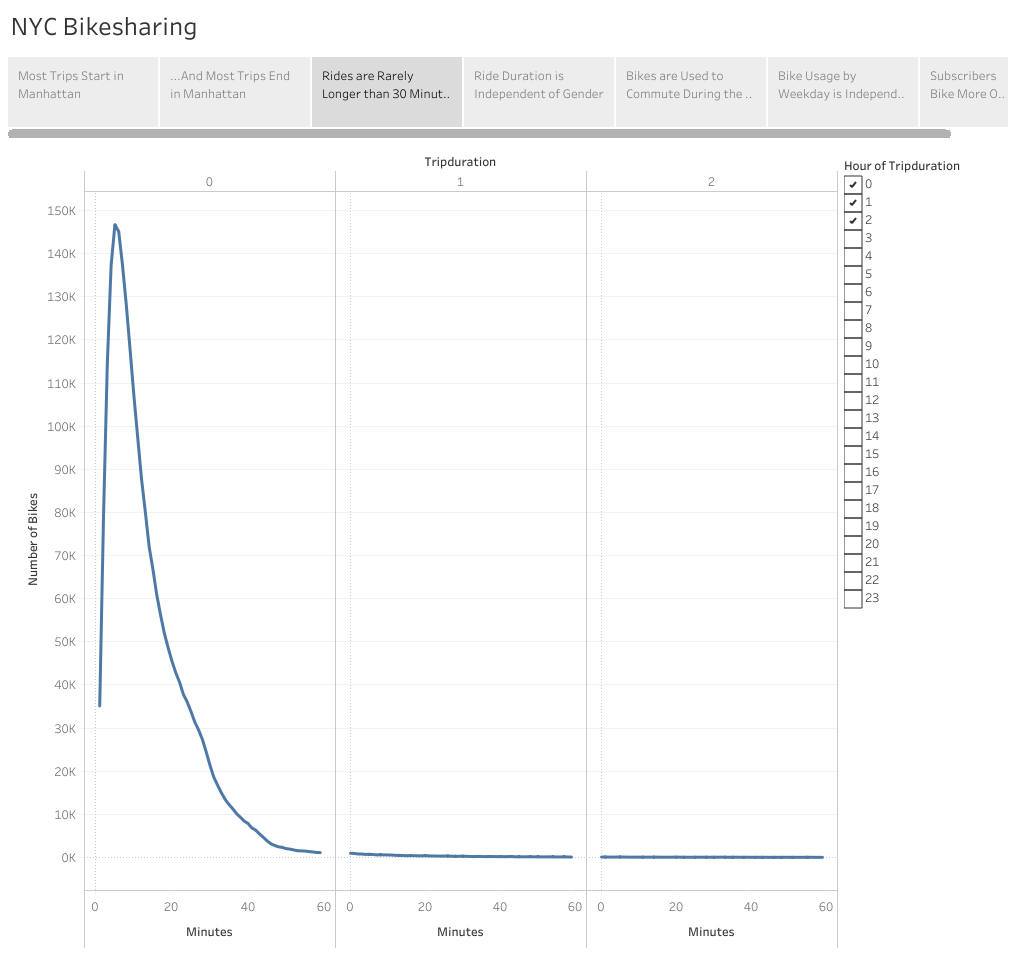 NYC Bikesharing
Most Trips Start in
Manhattan
...And Most Trips End
in Manhattan
Rides are Rarely
Longer than 30 Minut..
Ride Duration is
Independent of Gender
Bikes are Used to
Commute During the ..
Bike Usage by
Weekday is Independ..
Subscribers
Bike More O..
Tripduration
0 1 2
150K
140K
130K
120K
110K
100K
90K
80K
70K
60K
50K
40K
30K
20K
10K
0K
Number of Bikes
0 20 40 60 0 20 40 60 0 20 40 60
Minutes Minutes Minutes
Hour of Tripduration
0
1
2
3
4
5
6
7
8
9
10
11
12
13
14
15
16
17
18
19
20
21
22
23